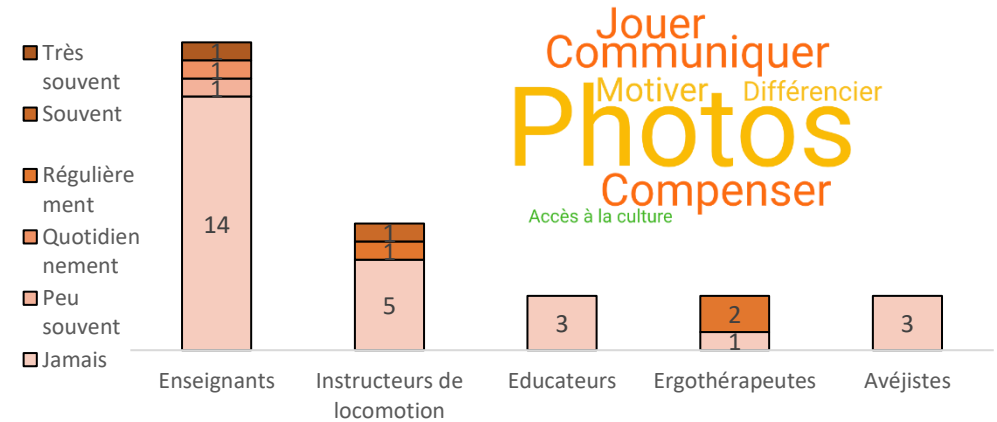 Très
souvent
Souvent
Régulière
ment
Quotidien
nement
Peu
souvent
Jamais
Jouer
Communiquer
Motiver
Différencier
Photos
Compenser
Accès à la culture
1
1
1
14
1
1
5
3
2
1
3
Enseignants
Instructeurs de
locomotion
Educateurs
Ergothérapeutes
Avéjistes